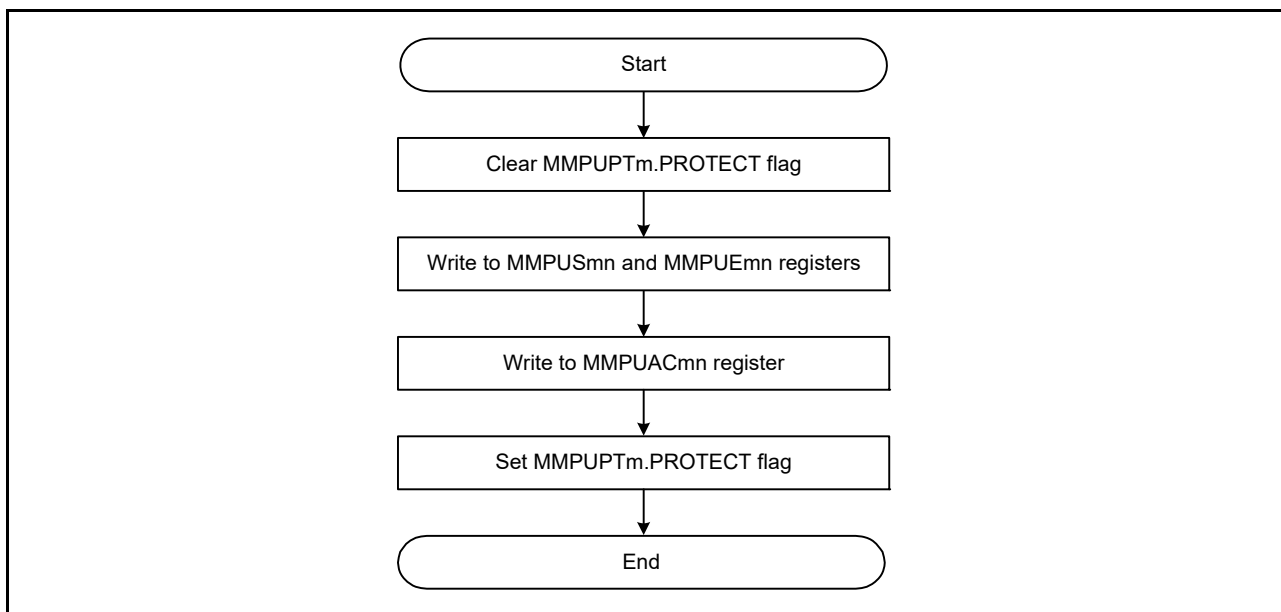 Start
Clear MMPUPTm.PROTECT flag
Write to MMPUSmn and MMPUEmn registers
Write to MMPUACmn register
Set MMPUPTm.PROTECT flag
End